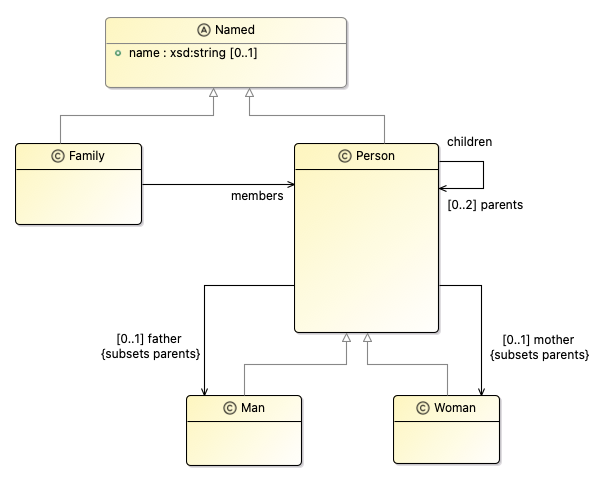 A Named
name : xsd:string [0..1]
C Family
C Person
children
members
[0..2] parents
[0..1] father
{subsets parents}
[0..1] mother
{subsets parents}
C Man
C Woman